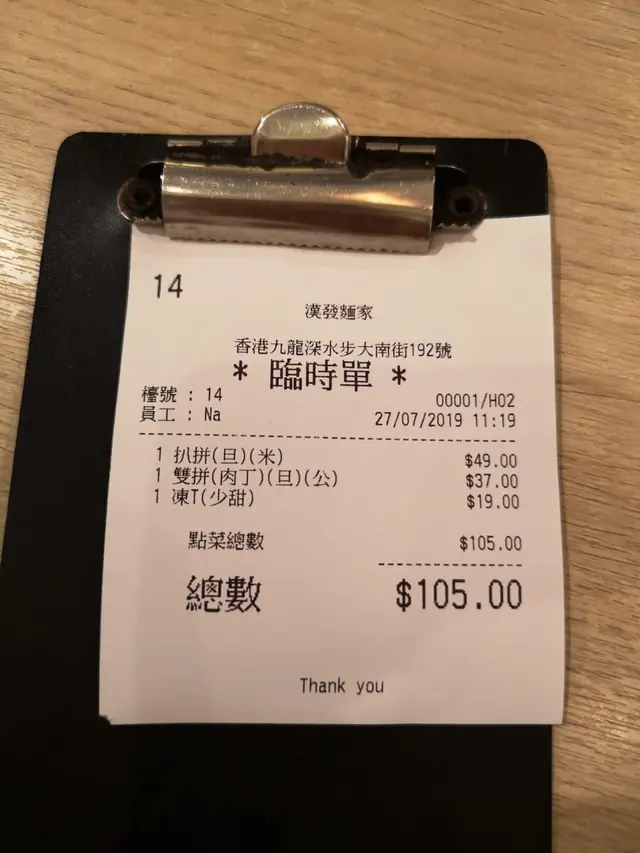 14
漢發麵家
香港九龍深水步大南街192號
* 臨時單 *
檯號 : 14 00001/H02
員工 : Na 27/07/2019 11:19
1 扒拼(旦)(米) $49.00
1 雙拼(肉丁)(旦)(公) $37.00
1 凍T(少甜) $19.00
點菜總數 $105.00
總數 $105.00
Thank you